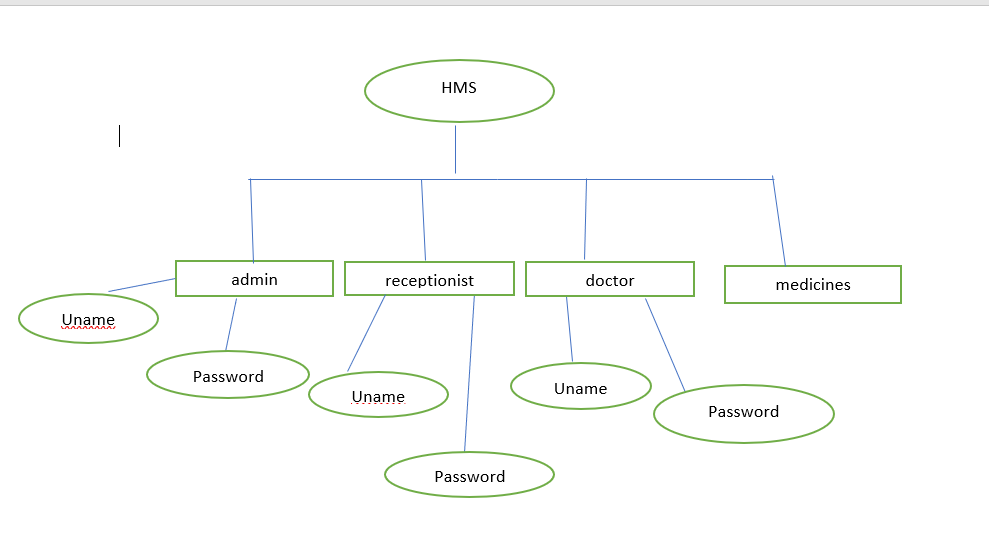 HMS
admin
receptionist
doctor
medicines
Uname
Password
Uname
Uname
Password
Password